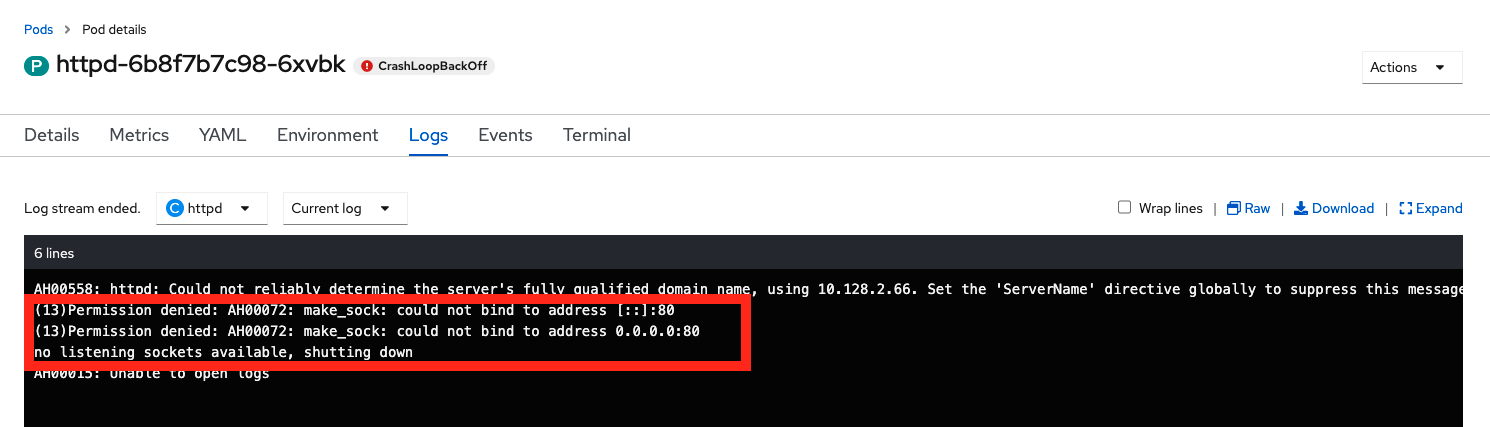 Pods > Pod details
P httpd-6b8f7b7c98-6xvbk CrashLoopBackOff
Actions
Details Metrics YAML Environment Logs Events Terminal
Log stream ended. C httpd Current log Wrap lines | Raw | Download | Expand
6 lines
AH00558: httpd: Could not reliably determine the server's fully qualified domain name, using 10.128.2.66. Set the 'ServerName' directive globally to suppress this message
(13)Permission denied: AH00072: make_sock: could not bind to address [::]:80
(13)Permission denied: AH00072: make_sock: could not bind to address 0.0.0.0:80
no listening sockets available, shutting down
AH00015: Unable to open logs